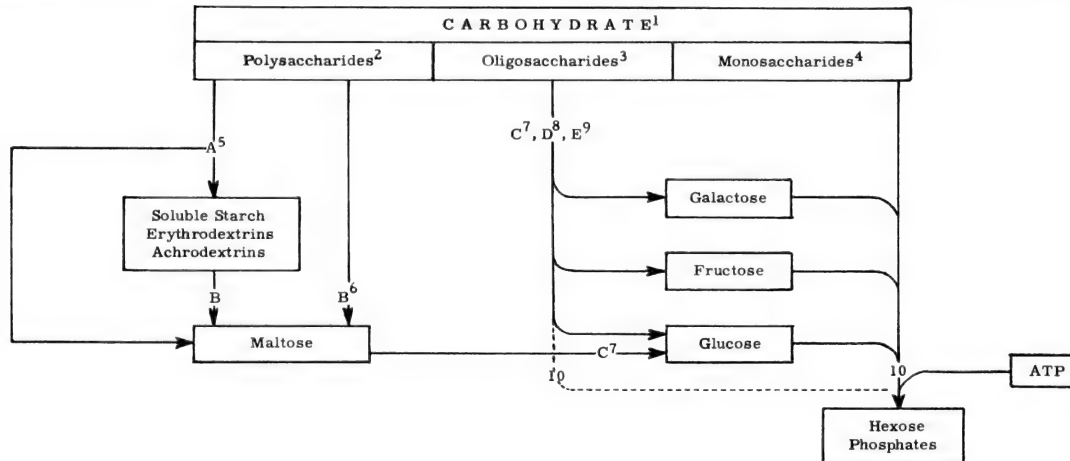 CARBOHYDRATE¹
Polysaccharides²
Oligosaccharides³
Monosaccharides⁴
A⁵
C⁷, D⁸, E⁹
Galactose
Soluble Starch
Erythrodextrins
Achrodextrins
Fructose
B
B⁶
Maltose
C⁷
Glucose
10
10
ATP
Hexose
Phosphates